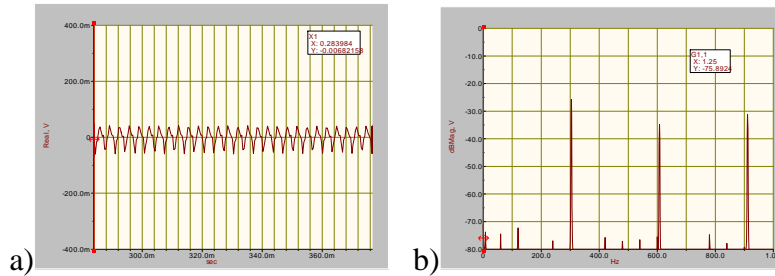 a)
400.0m
200.0m
0
-200.0m
-400.0m
Real, V
X1
X: 0.283984
Y: -0.00682158
300.0m
320.0m
340.0m
360.0m
sec
b)
0
-10.0
-20.0
-30.0
-40.0
-50.0
-60.0
-70.0
-80.0
dBMag, V
G1,1
X: 1.25
Y: -75.8924
0
200.0
400.0
600.0
800.0
Hz